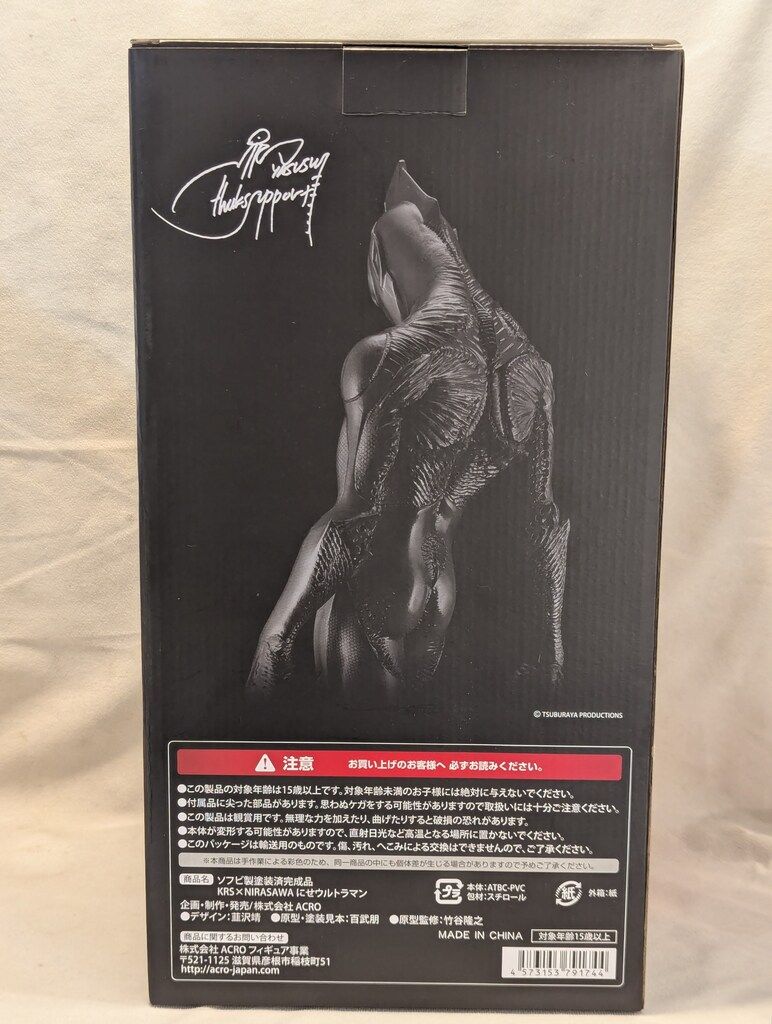 thuksupport
© TSUBURAYA PRODUCTIONS
注意 お買い上げのお客様へ 必ずお読みください。
●この製品の対象年齢は15歳以上です。対象年齢未満のお子様には絶対に与えないでください。
●付属品に尖った部品があります。思わぬケガをする可能性がありますので取扱いには十分ご注意ください。
●この製品は観賞用です。無理な力を加えたり、曲げたりすると破損の恐れがあります。
●本体が変形する可能性がありますので、直射日光など高温となる場所に置かないでください。
●このパッケージは輸送用のものです。傷、汚れ、へこみによる交換はできませんので、ご了承ください。
※本商品は手作業による彩色のため、同一商品の中にも個体差が生じる場合がありますので予めご了承ください。
商品名 ソフビ製塗装済完成品
KRS×NIRASAWA にせウルトラマン
企画・制作・発売/株式会社 ACRO
●デザイン:韮沢靖 ●原型・塗装見本:百武朋 ●原型監修:竹谷隆之
プラ 本体:ATBC-PVC
包材:スチロール
紙 外箱:紙
MADE IN CHINA 対象年齢15歳以上
商品に関するお問い合わせ
株式会社 ACRO フィギュア事業
〒521-1125 滋賀県彦根市稲枝町51
http://acro-japan.com
4 573153 791744